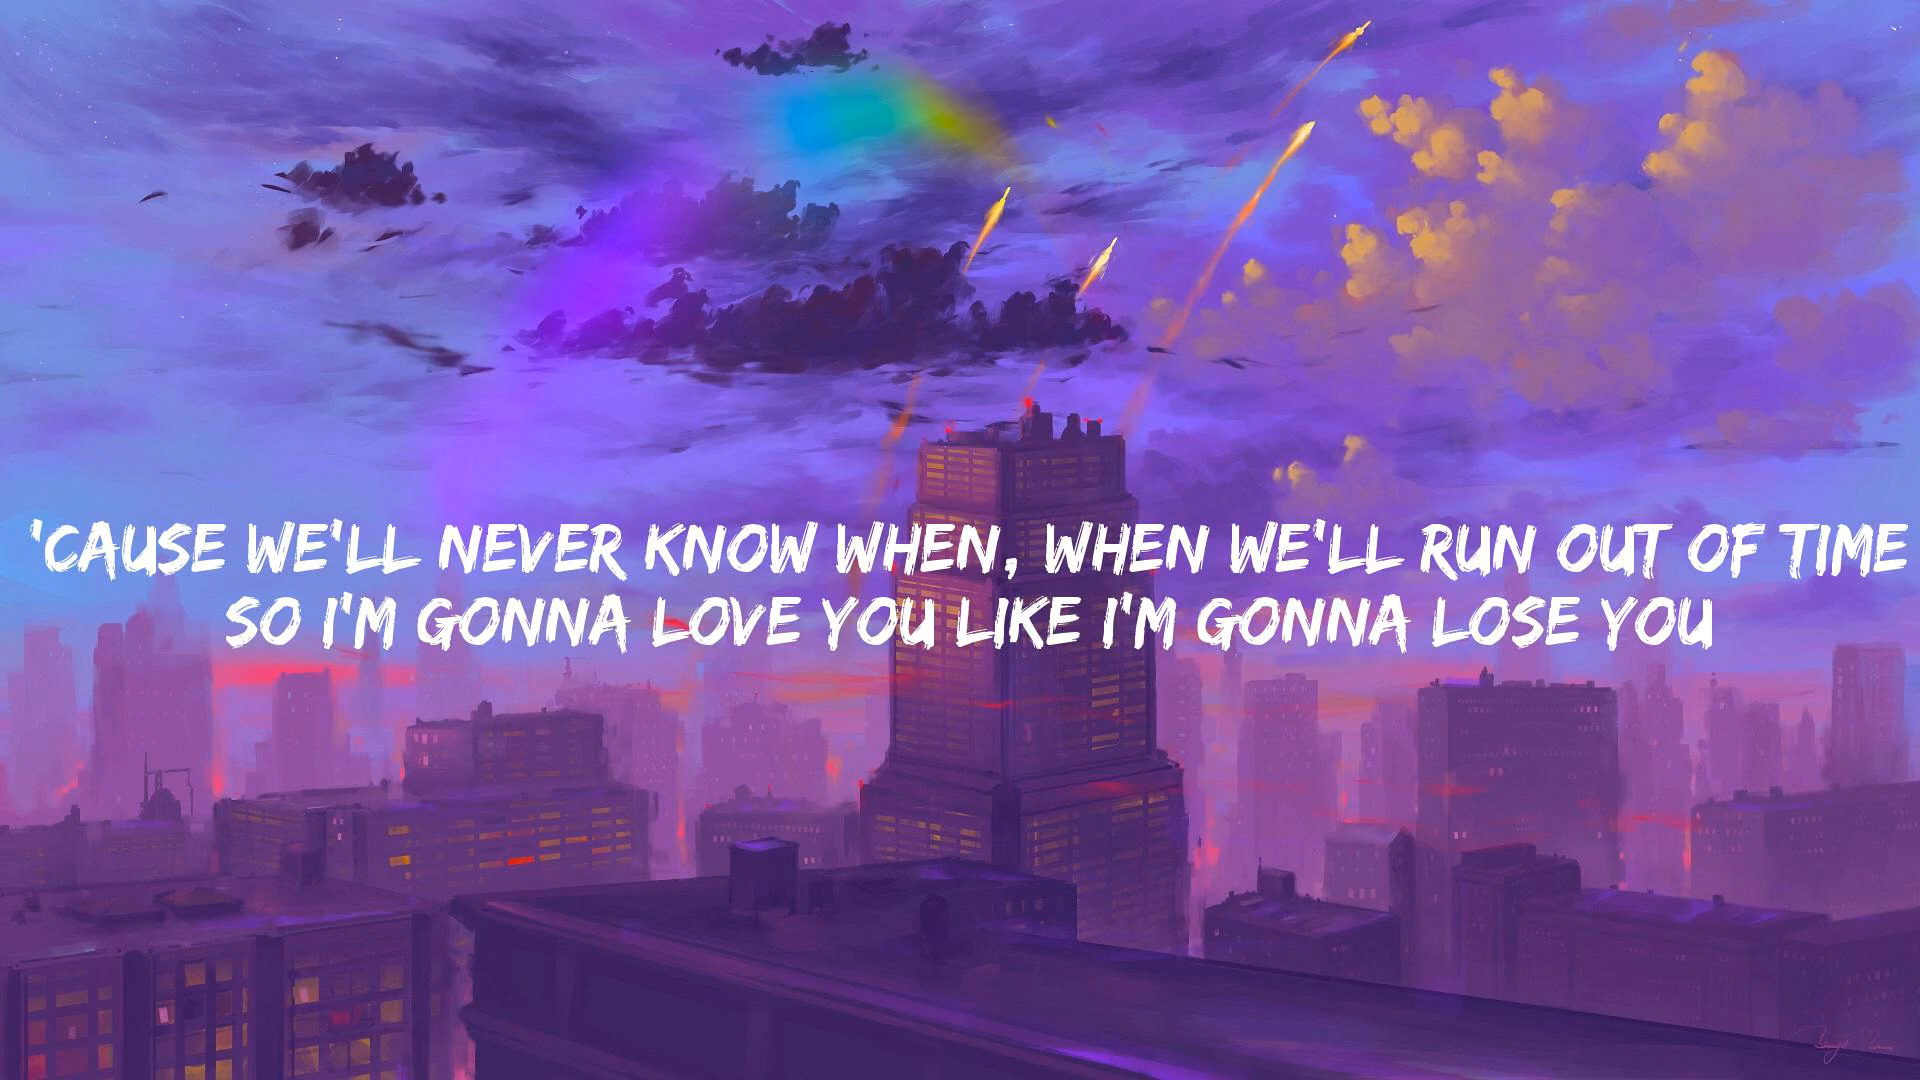 'CAUSE WE'LL NEVER KNOW WHEN, WHEN WE'LL RUN OUT OF TIME
SO I'M GONNA LOVE YOU LIKE I'M GONNA LOSE YOU